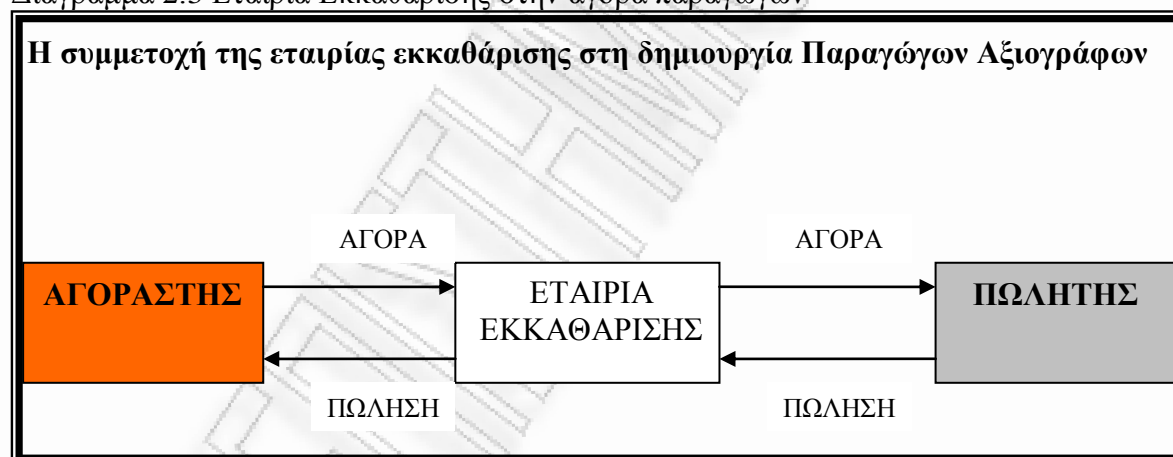 Διάγραμμα 2.3 Εταιρία Εκκαθάρισης στην αγορά παραγώγων
Η συμμετοχή της εταιρίας εκκαθάρισης στη δημιουργία Παραγώγων Αξιογράφων
ΑΓΟΡΑ
ΑΓΟΡΑ
ΑΓΟΡΑΣΤΗΣ
ΕΤΑΙΡΙΑ
ΕΚΚΑΘΑΡΙΣΗΣ
ΠΩΛΗΤΗΣ
ΠΩΛΗΣΗ
ΠΩΛΗΣΗ